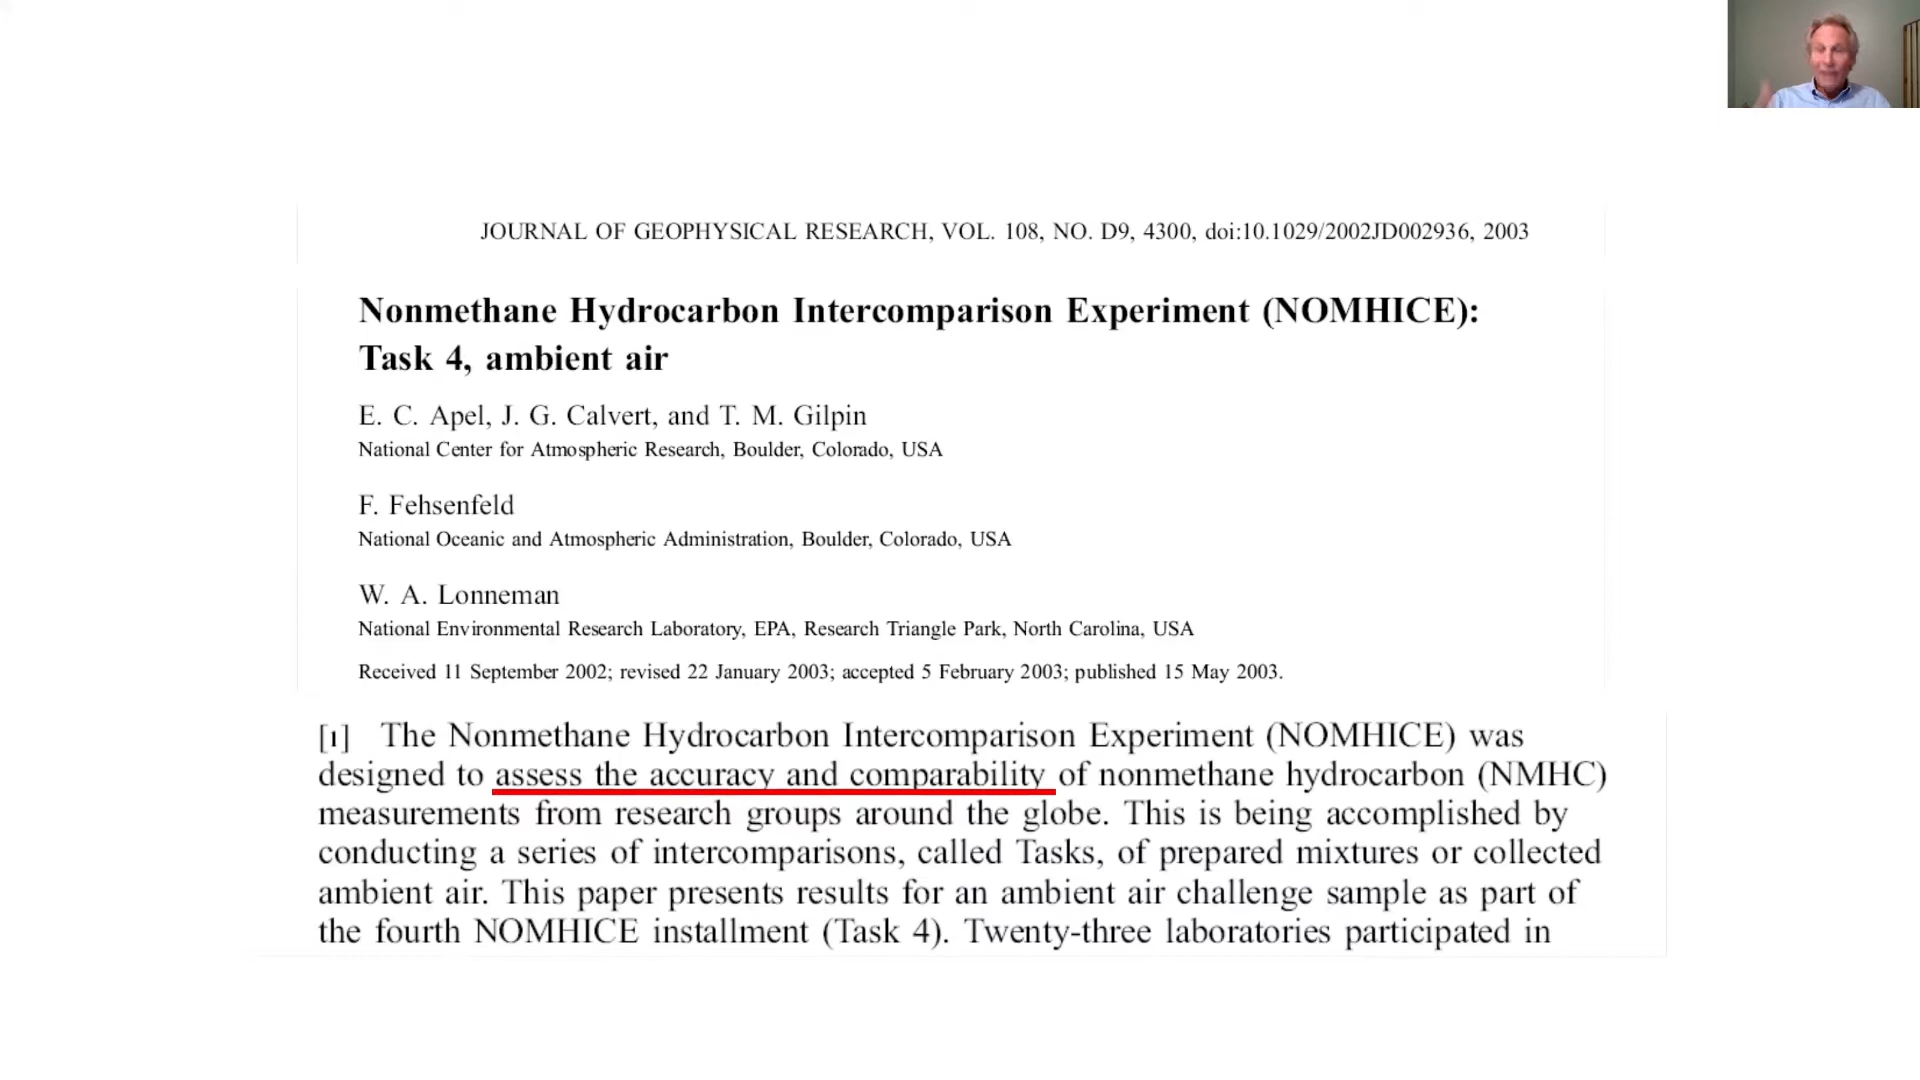 JOURNAL OF GEOPHYSICAL RESEARCH, VOL. 108, NO. D9, 4300, doi:10.1029/2002JD002936, 2003
Nonmethane Hydrocarbon Intercomparison Experiment (NOMHICE):
Task 4, ambient air
E. C. Apel, J. G. Calvert, and T. M. Gilpin
National Center for Atmospheric Research, Boulder, Colorado, USA
F. Fehsenfeld
National Oceanic and Atmospheric Administration, Boulder, Colorado, USA
W. A. Lonneman
National Environmental Research Laboratory, EPA, Research Triangle Park, North Carolina, USA
Received 11 September 2002; revised 22 January 2003; accepted 5 February 2003; published 15 May 2003.
[1] The Nonmethane Hydrocarbon Intercomparison Experiment (NOMHICE) was
designed to assess the accuracy and comparability of nonmethane hydrocarbon (NMHC)
measurements from research groups around the globe. This is being accomplished by
conducting a series of intercomparisons, called Tasks, of prepared mixtures or collected
ambient air. This paper presents results for an ambient air challenge sample as part of
the fourth NOMHICE installment (Task 4). Twenty-three laboratories participated in